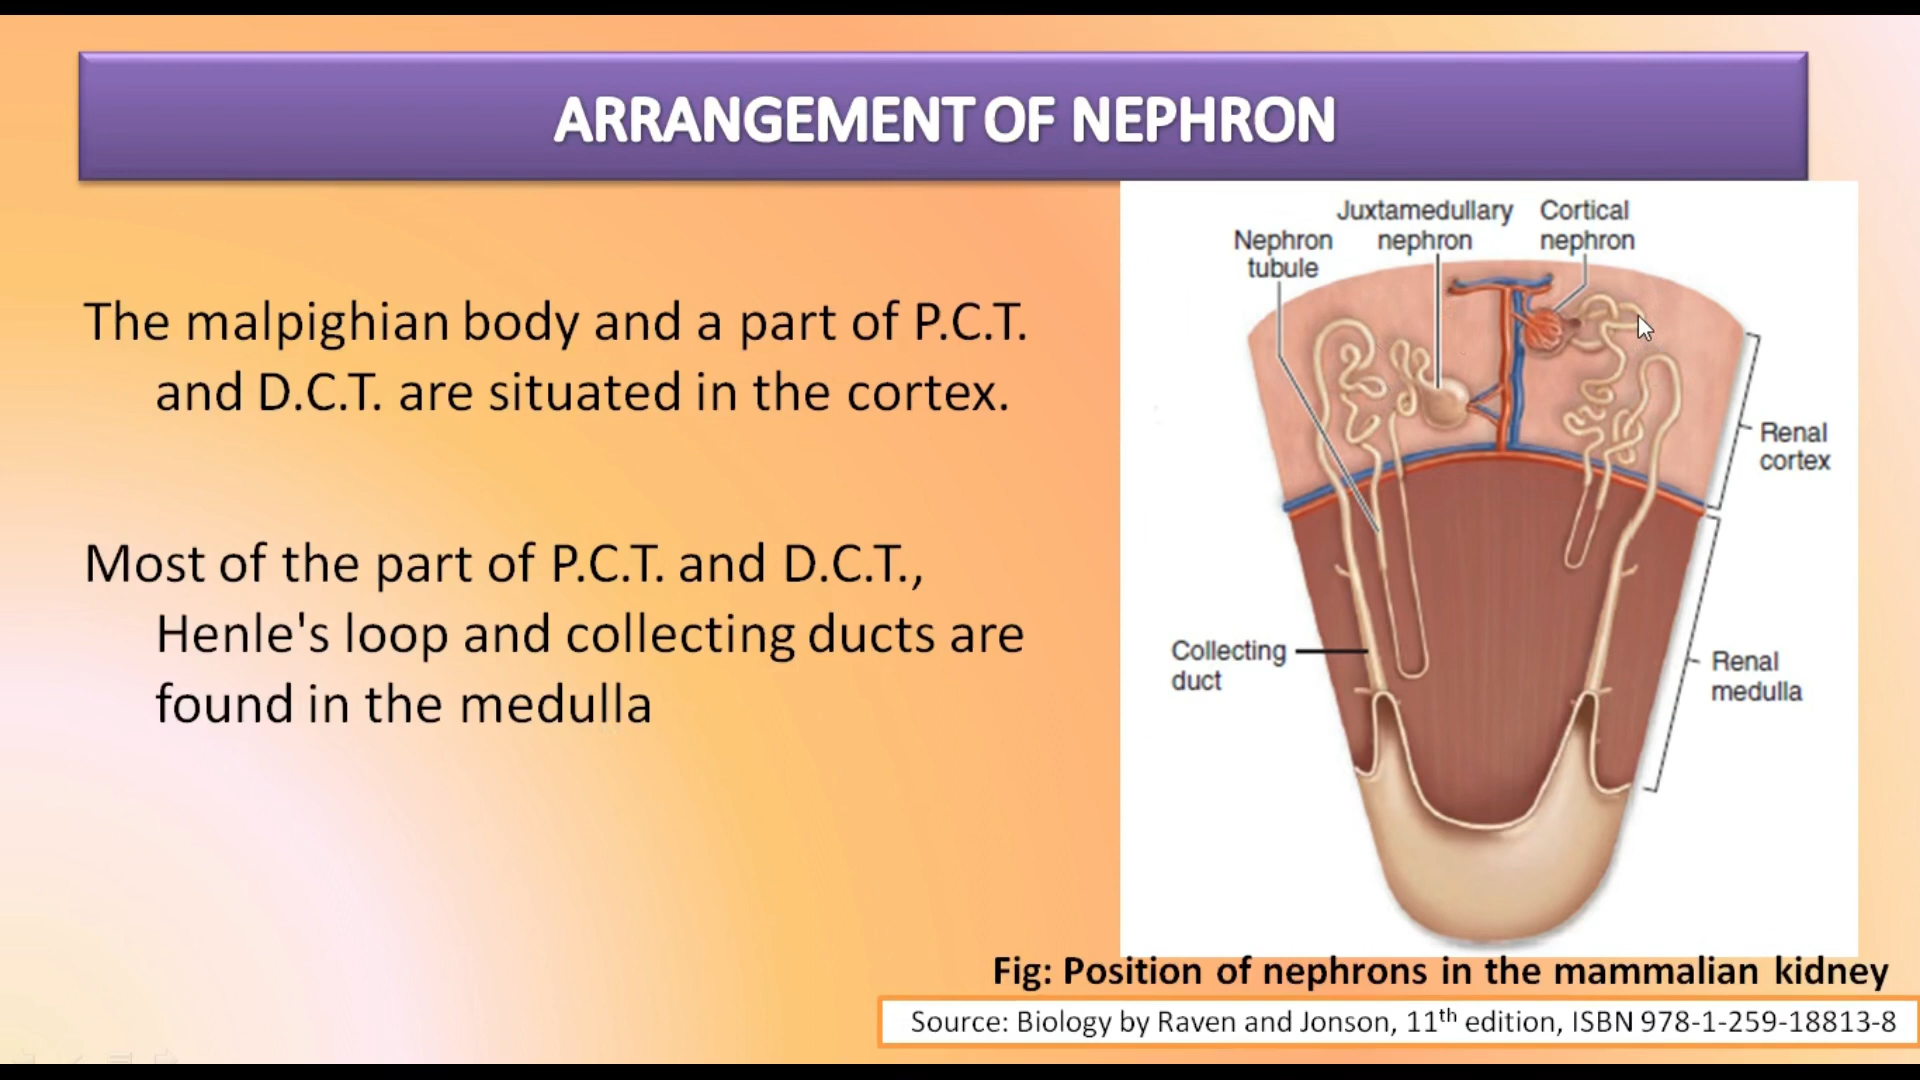 ARRANGEMENT OF NEPHRON
The malpighian body and a part of P.C.T.
and D.C.T. are situated in the cortex.
Most of the part of P.C.T. and D.C.T.,
Henle's loop and collecting ducts are
found in the medulla
Juxtamedullary
nephron
Cortical
nephron
Nephron
tubule
Renal
cortex
Collecting
duct
Renal
medulla
Fig: Position of nephrons in the mammalian kidney
Source: Biology by Raven and Jonson, 11th edition, ISBN 978-1-259-18813-8